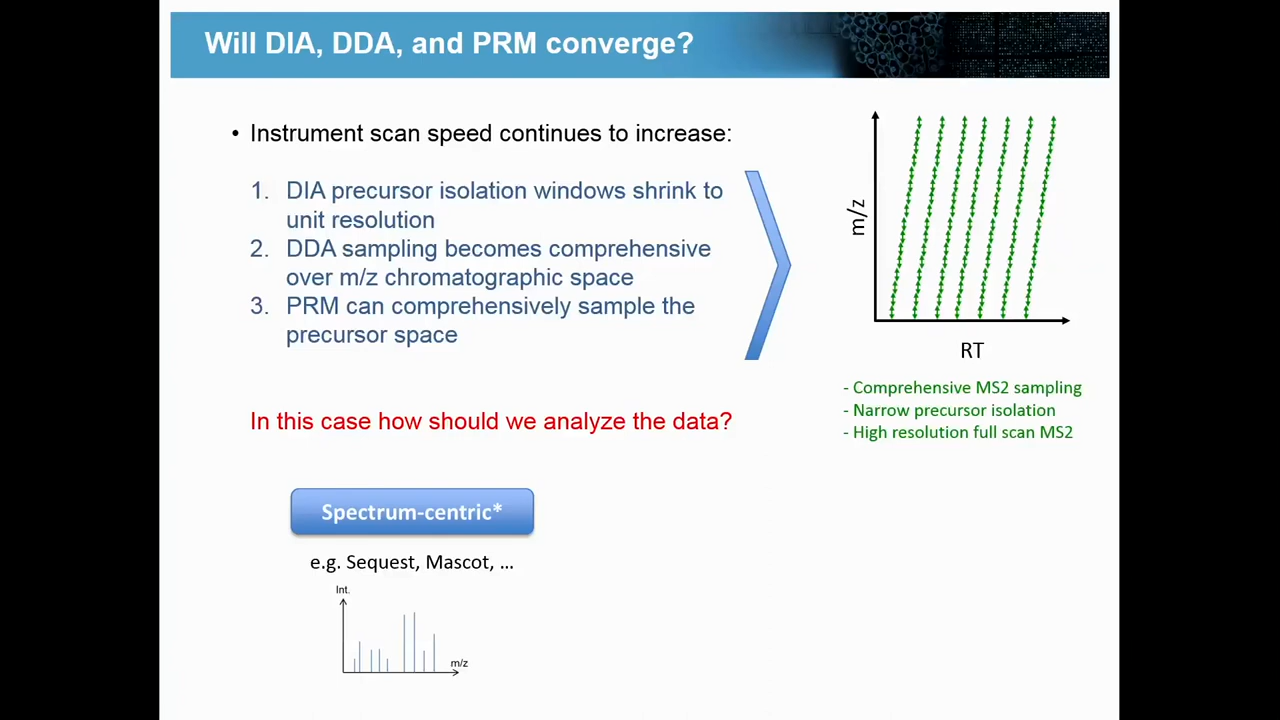 Will DIA, DDA, and PRM converge?
• Instrument scan speed continues to increase:
1. DIA precursor isolation windows shrink to
unit resolution
2. DDA sampling becomes comprehensive
over m/z chromatographic space
3. PRM can comprehensively sample the
precursor space
m/z
RT
- Comprehensive MS2 sampling
- Narrow precursor isolation
- High resolution full scan MS2
In this case how should we analyze the data?
Spectrum-centric*
e.g. Sequest, Mascot, ...
Int.
m/z